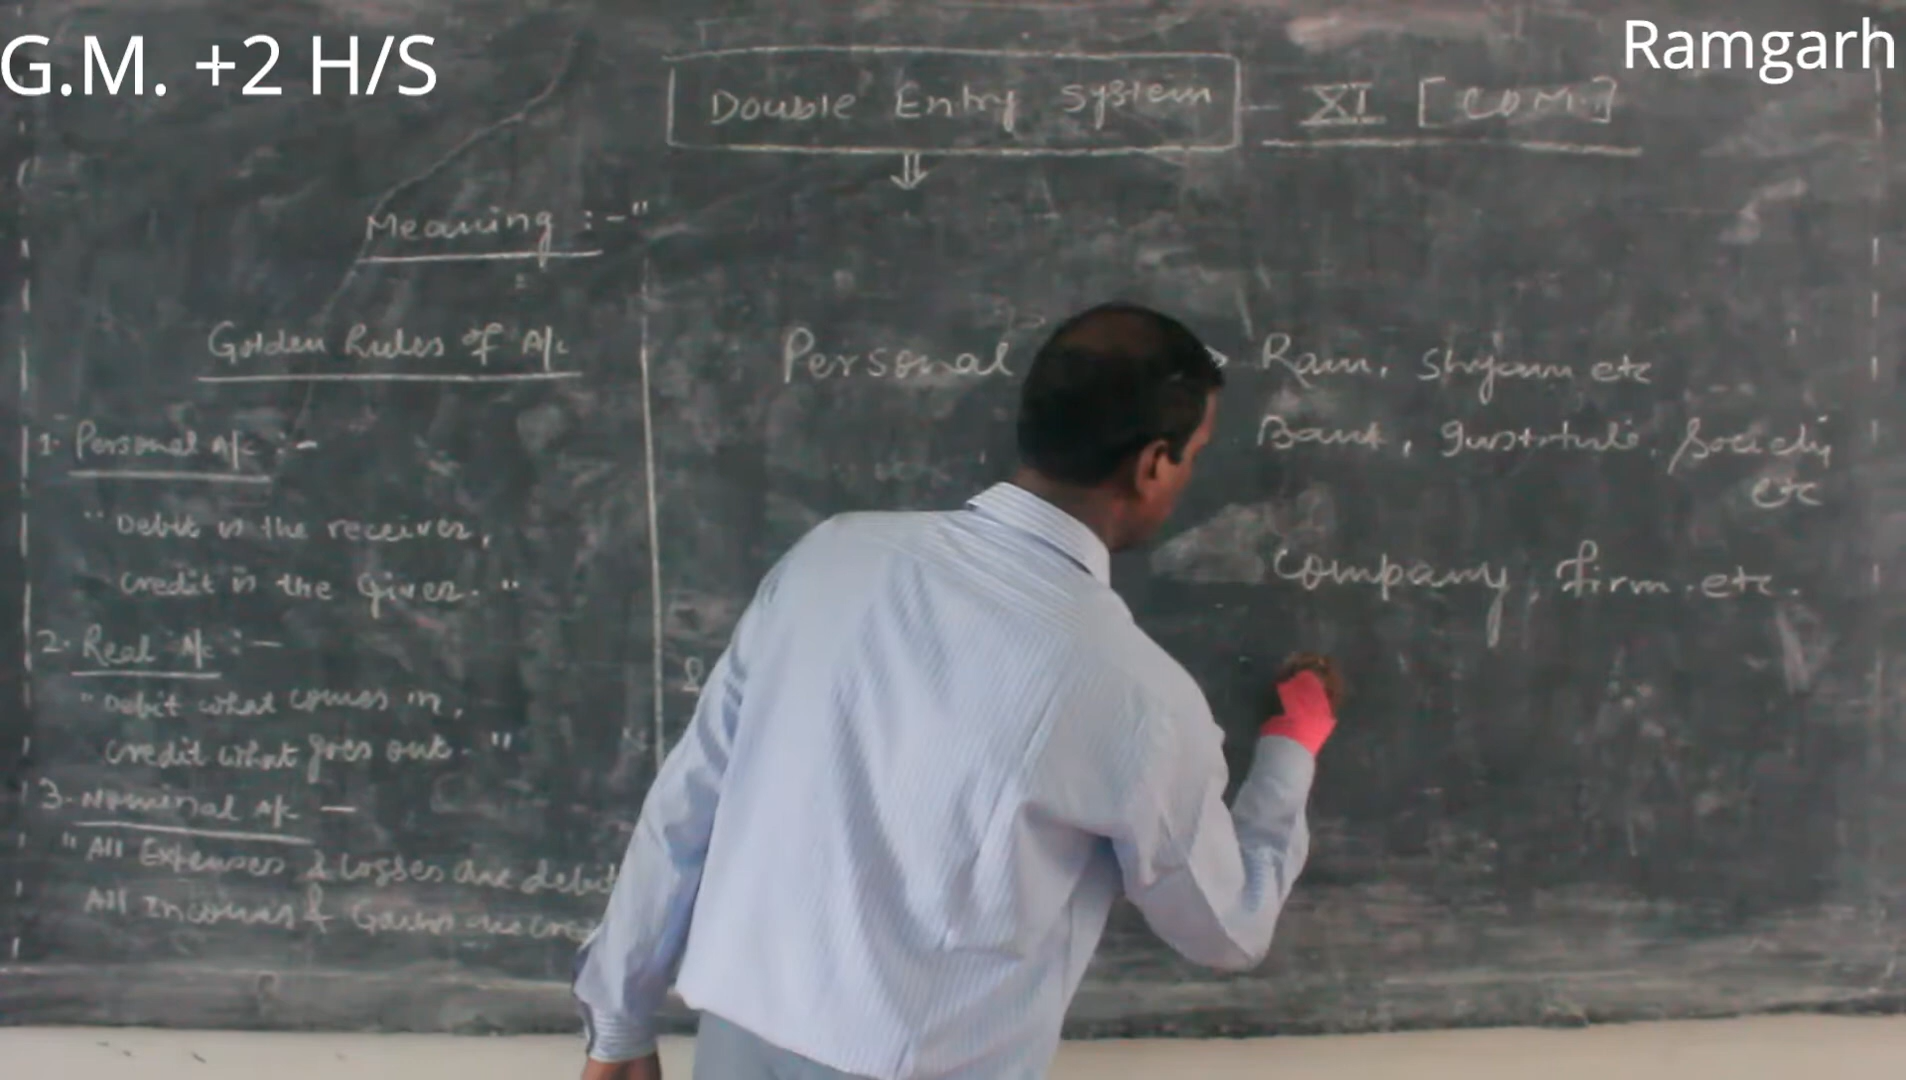 G.M. +2 H/S
Ramgarh
Double Entry System - XI [COM.]
Meaning :-"
Golden Rules of A/c
1. Personal A/c :-
"Debit is the receiver,
credit is the Giver."
2. Real A/c :-
"Debit what comes in,
credit what goes out."
3. Nominal A/c -
"All Expenses & Losses are debit
All Incomes & Gains are cre
Personal
Ram, Shyam etc
Bank, Institute, Society
etc
Company, firm. etc.